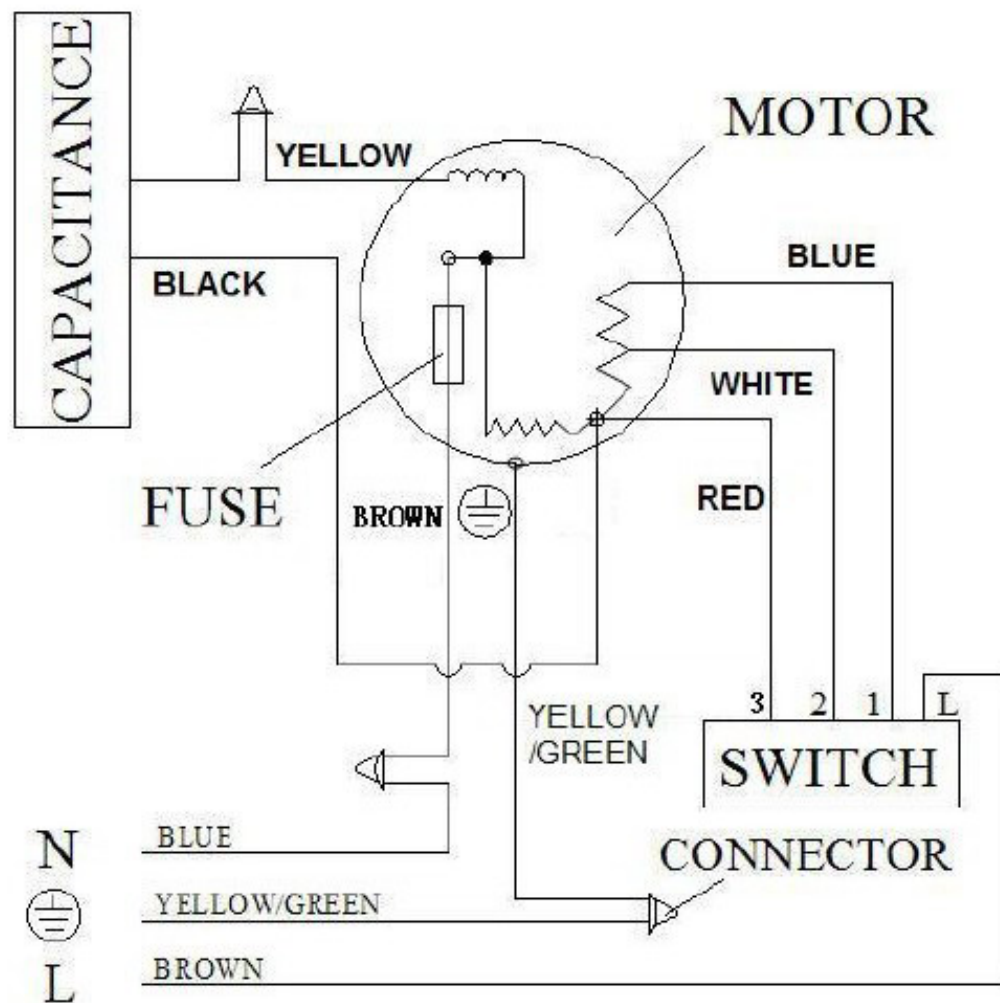 CAPACITANCE
YELLOW
MOTOR
BLACK
BLUE
WHITE
FUSE
BROWN
RED
YELLOW
/GREEN
3 2 1 L
SWITCH
N BLUE
CONNECTOR
YELLOW/GREEN
L BROWN